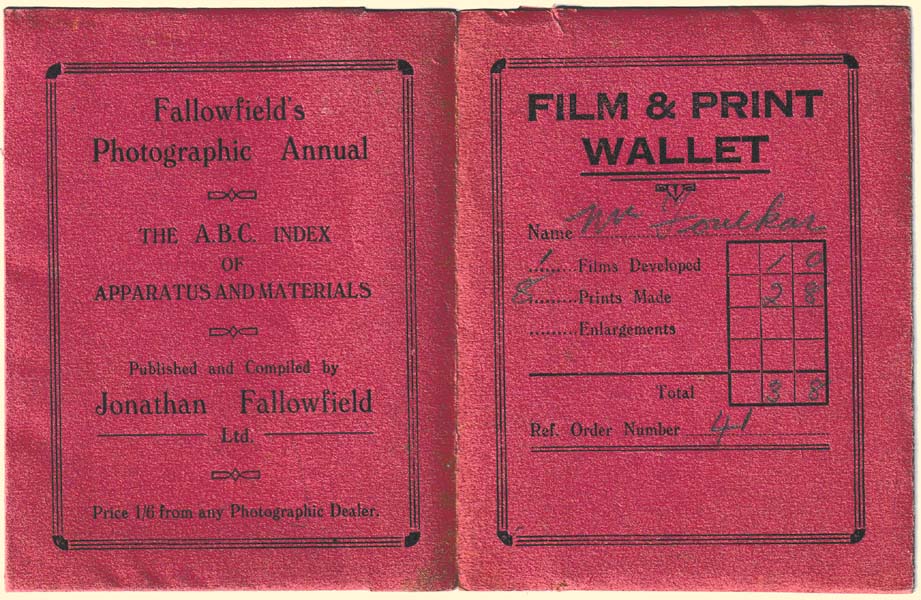 Fallowfield's
Photographic Annual
THE A.B.C. INDEX
OF
APPARATUS AND MATERIALS
Published and Compiled by
Jonathan Fallowfield
Ltd.
Price 1/6 from any Photographic Dealer.
FILM & PRINT
WALLET
Name
1 Films Developed 1 0
8 Prints Made 2 8
Enlargements
Total 3 8
Ref. Order Number 41